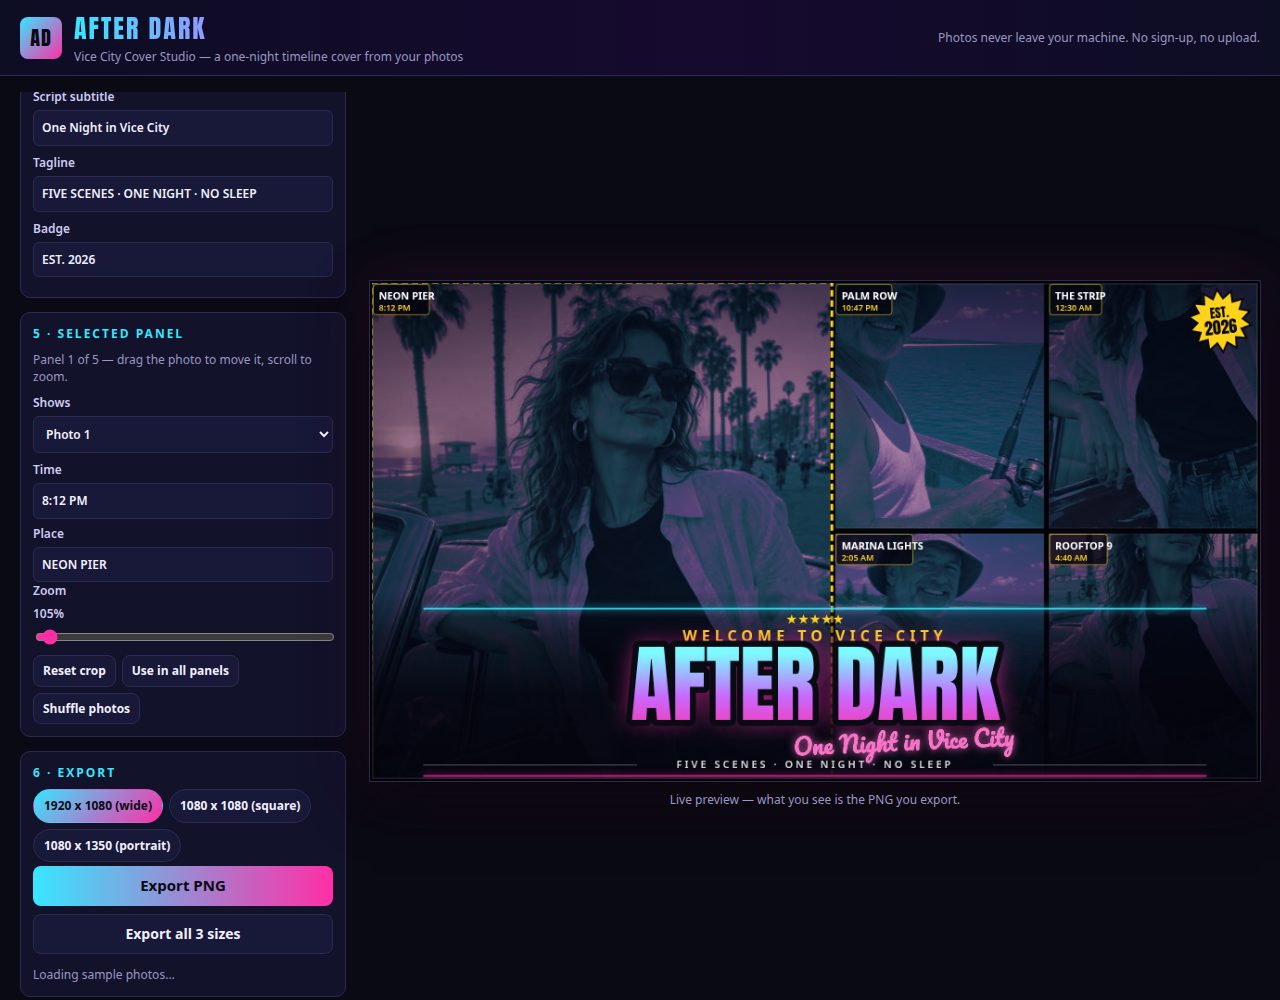 AD
AFTER DARK
Vice City Cover Studio — a one-night timeline cover from your photos
Photos never leave your machine. No sign-up, no upload.
Script subtitle
One Night in Vice City
Tagline
FIVE SCENES · ONE NIGHT · NO SLEEP
Badge
EST. 2026
5 · SELECTED PANEL
Panel 1 of 5 — drag the photo to move it, scroll to
zoom.
Shows
Photo 1
Time
8:12 PM
Place
NEON PIER
Zoom
105%
Reset crop
Use in all panels
Shuffle photos
6 · EXPORT
1920 x 1080 (wide)
1080 x 1080 (square)
1080 x 1350 (portrait)
Export PNG
Export all 3 sizes
Loading sample photos...
NEON PIER
8:12 PM
PALM ROW
10:47 PM
THE STRIP
12:30 AM
EST.
2026
MARINA LIGHTS
2:05 AM
ROOFTOP 9
4:40 AM
★★★★★
WELCOME TO VICE CITY
AFTER DARK
One Night in Vice City
FIVE SCENES · ONE NIGHT · NO SLEEP
Live preview — what you see is the PNG you export.